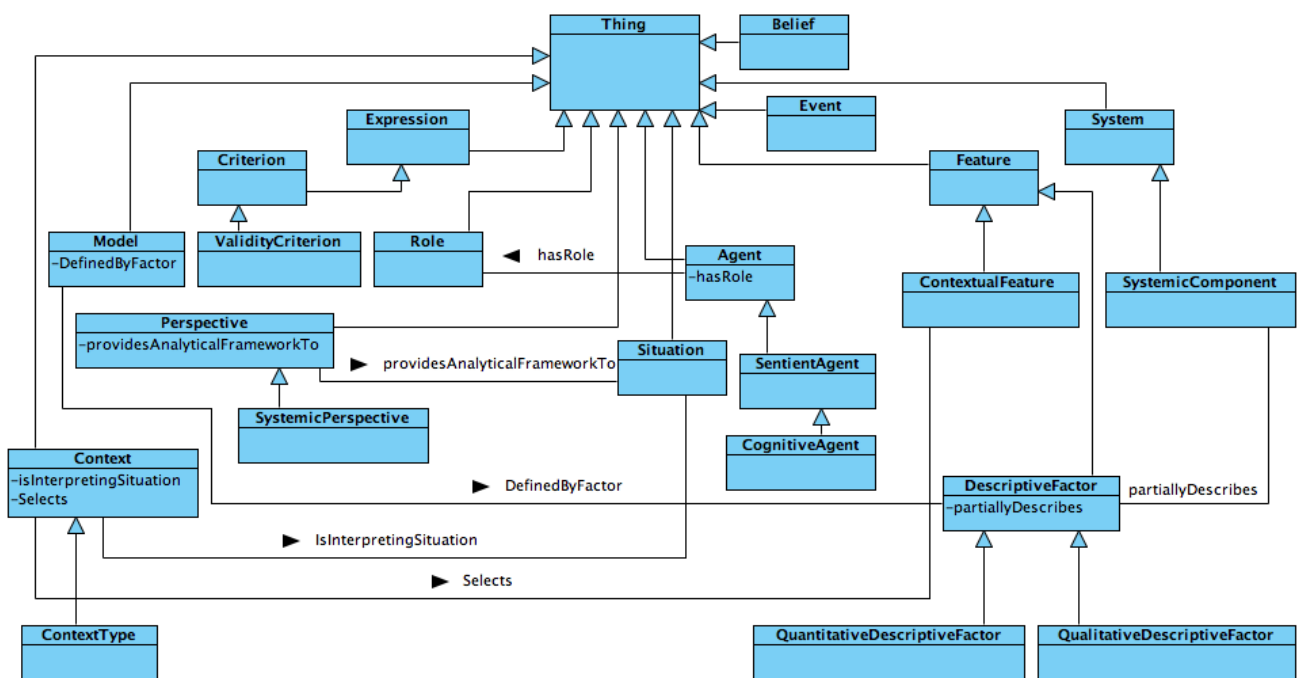 Thing
Belief
Event
System
Expression
Criterion
Feature
Model
-DefinedByFactor
ValidityCriterion
Role
hasRole
Agent
-hasRole
ContextualFeature
SystemicComponent
Perspective
-providesAnalyticalFrameworkTo
providesAnalyticalFrameworkTo
Situation
SentientAgent
SystemicPerspective
CognitiveAgent
Context
-isInterpretingSituation
-Selects
DefinedByFactor
DescriptiveFactor
-partiallyDescribes
partiallyDescribes
IsInterpretingSituation
Selects
ContextType
QuantitativeDescriptiveFactor
QualitativeDescriptiveFactor